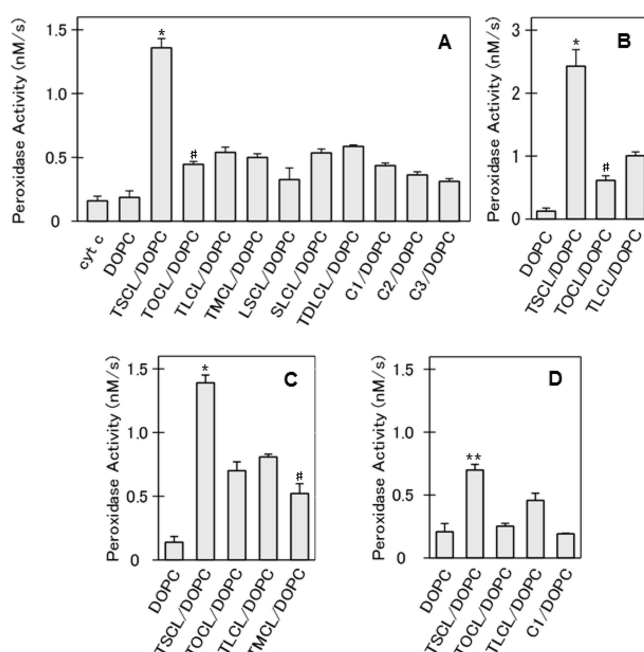 A
Peroxidase Activity (nM/s)
1.5
1.0
0.5
0
*
#
cyt c
DOPC
TSCL/DOPC
TOCL/DOPC
TLCL/DOPC
TMCL/DOPC
LSCL/DOPC
SLCL/DOPC
TDLCL/DOPC
C1/DOPC
C2/DOPC
C3/DOPC
B
Peroxidase Activity (nM/s)
3
2
1
0
*
#
DOPC
TSCL/DOPC
TOCL/DOPC
TLCL/DOPC
C
Peroxidase Activity (nM/s)
1.5
1.0
0.5
0
*
#
DOPC
TSCL/DOPC
TOCL/DOPC
TLCL/DOPC
TMCL/DOPC
D
Peroxidase Activity (nM/s)
1.5
1.0
0.5
0
**
DOPC
TSCL/DOPC
TOCL/DOPC
TLCL/DOPC
C1/DOPC